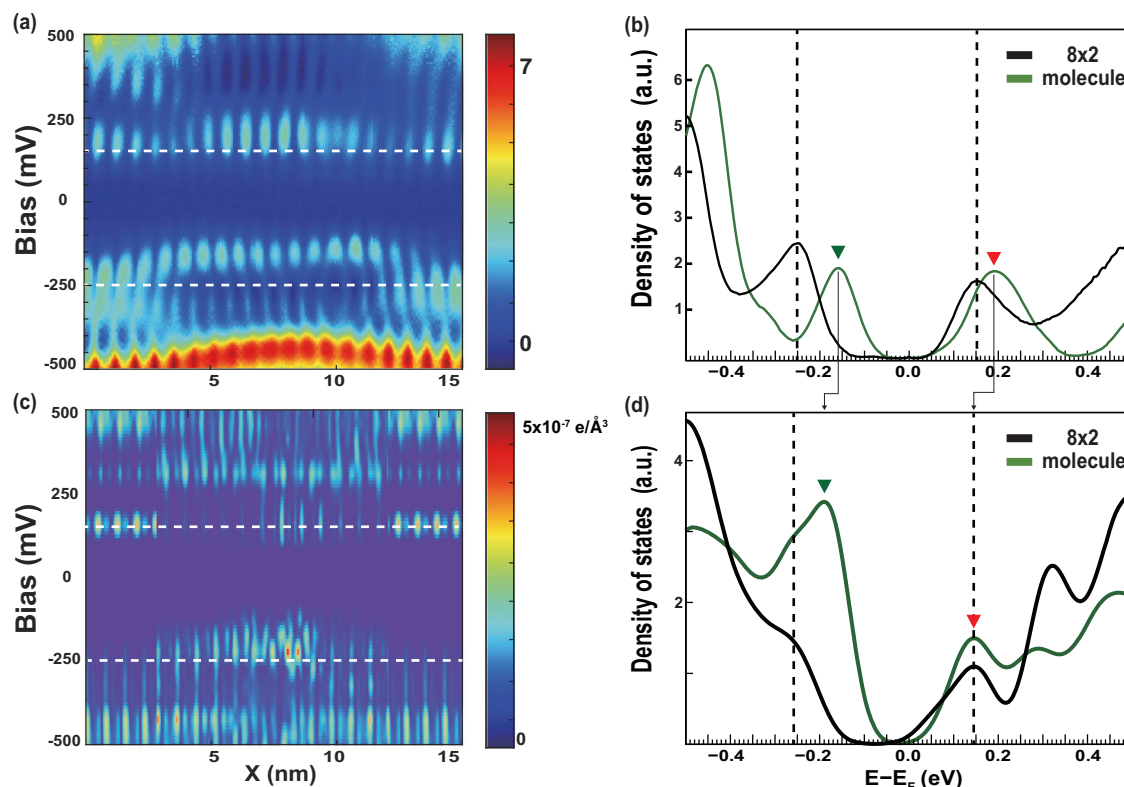 (a)
500
250
0
-250
-500
Bias (mV)
5
10
15
7
0
(b)
8x2
molecule
Density of states (a.u.)
6
5
4
3
2
1
−0.4
−0.2
0.0
0.2
0.4
(c)
500
250
0
-250
-500
Bias (mV)
5
10
15
X (nm)
5x10⁻⁷ e/Å³
0
(d)
8x2
molecule
Density of states (a.u.)
4
2
−0.4
−0.2
0.0
0.2
0.4
E−E_F (eV)